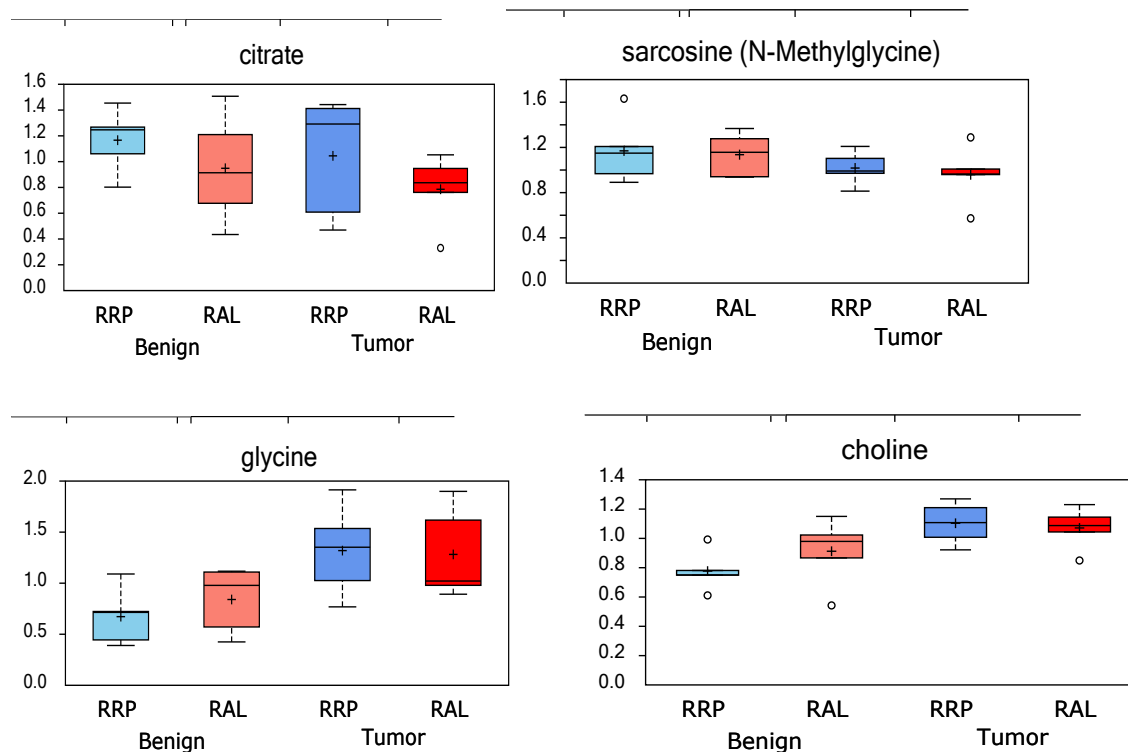 citrate
1.6
1.4
1.2
1.0
0.8
0.6
0.4
0.2
0.0
RRP RAL RRP RAL
Benign Tumor
sarcosine (N-Methylglycine)
1.6
1.2
1.0
0.8
0.4
0.0
RRP RAL RRP RAL
Benign Tumor
glycine
2.0
1.5
1.0
0.5
0.0
RRP RAL RRP RAL
Benign Tumor
choline
1.4
1.2
1.0
0.8
0.6
0.4
0.2
0.0
RRP RAL RRP RAL
Benign Tumor